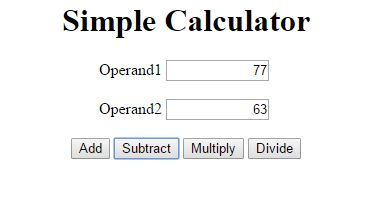 Simple Calculator
Operand1 77
Operand2 63
Add Subtract Multiply Divide